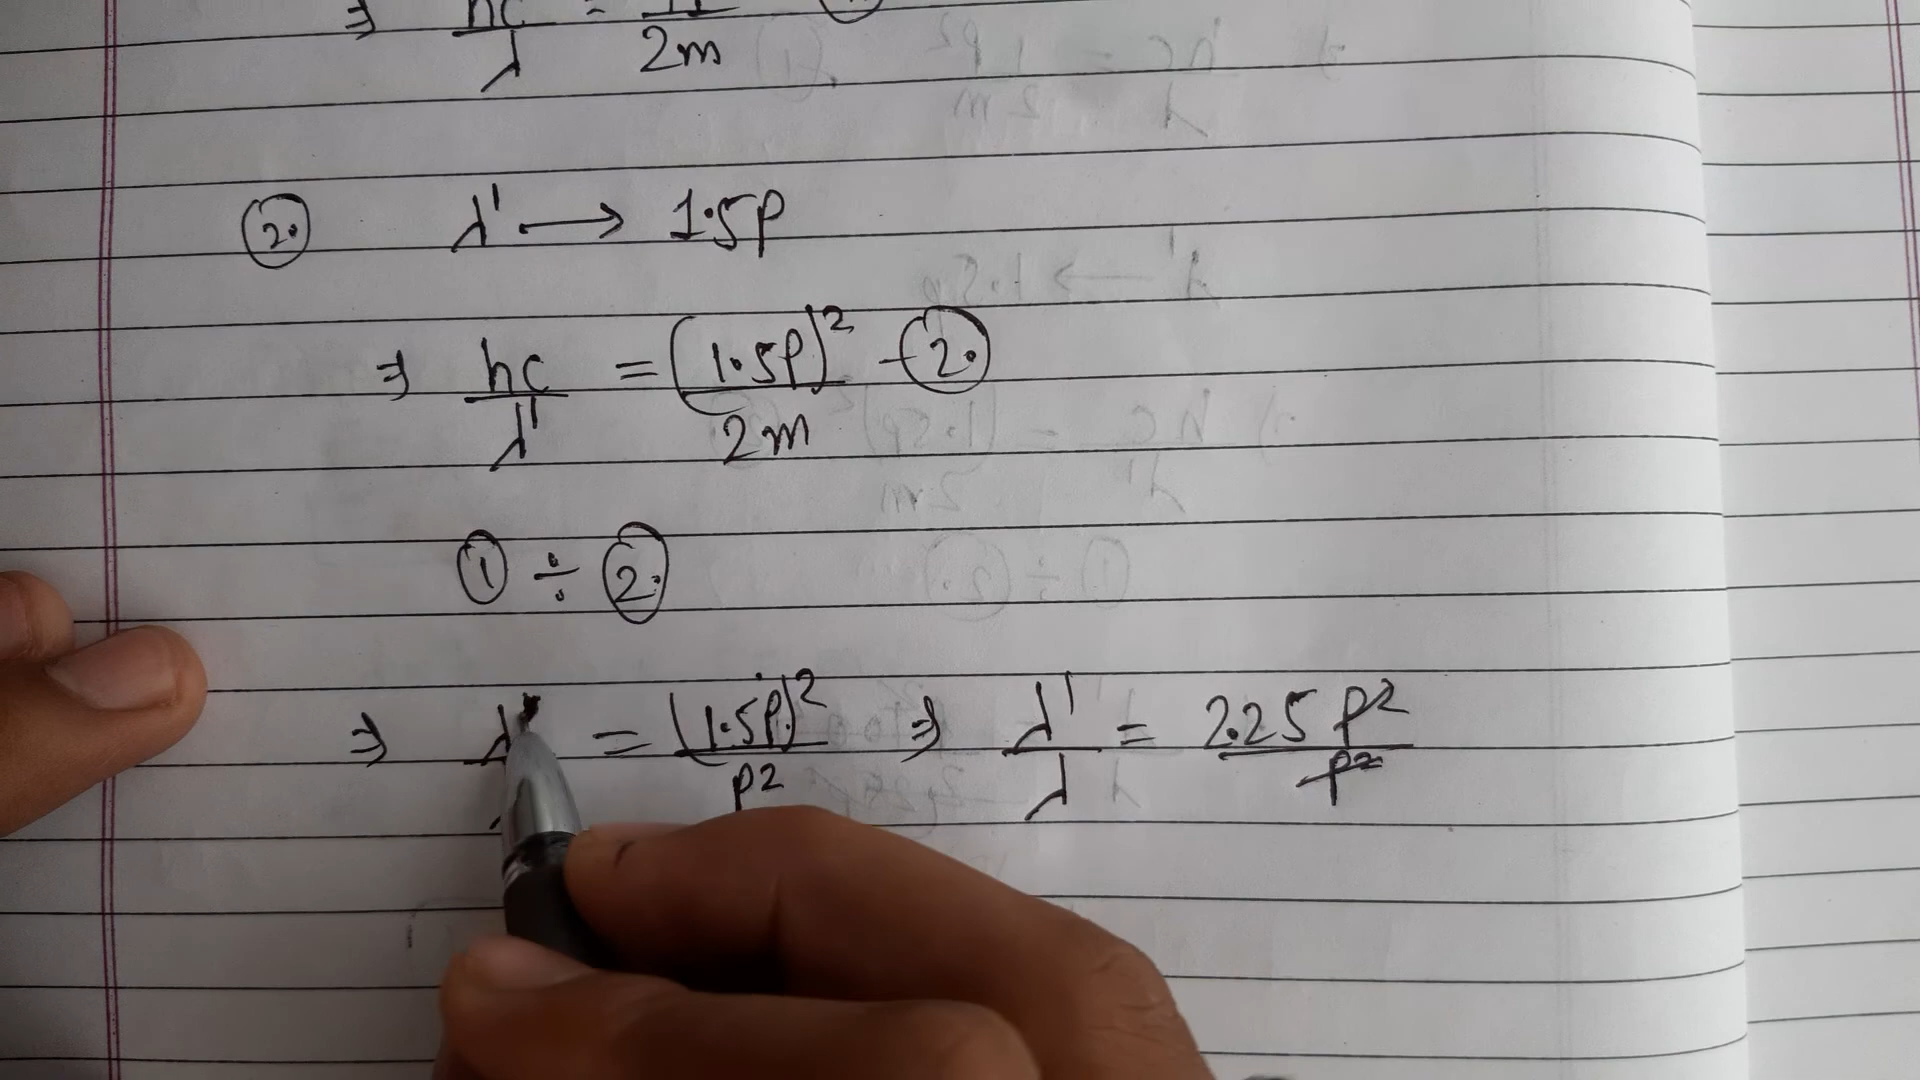 ⇒ hc/λ = /2m
②. λ' → 1.5p
⇒ hc/λ' = (1.5p)²/2m – ②.
① ÷ ②.
⇒ λ' = (1.5p)²/p² ⇒ λ'/λ = 2.25 p²/p²